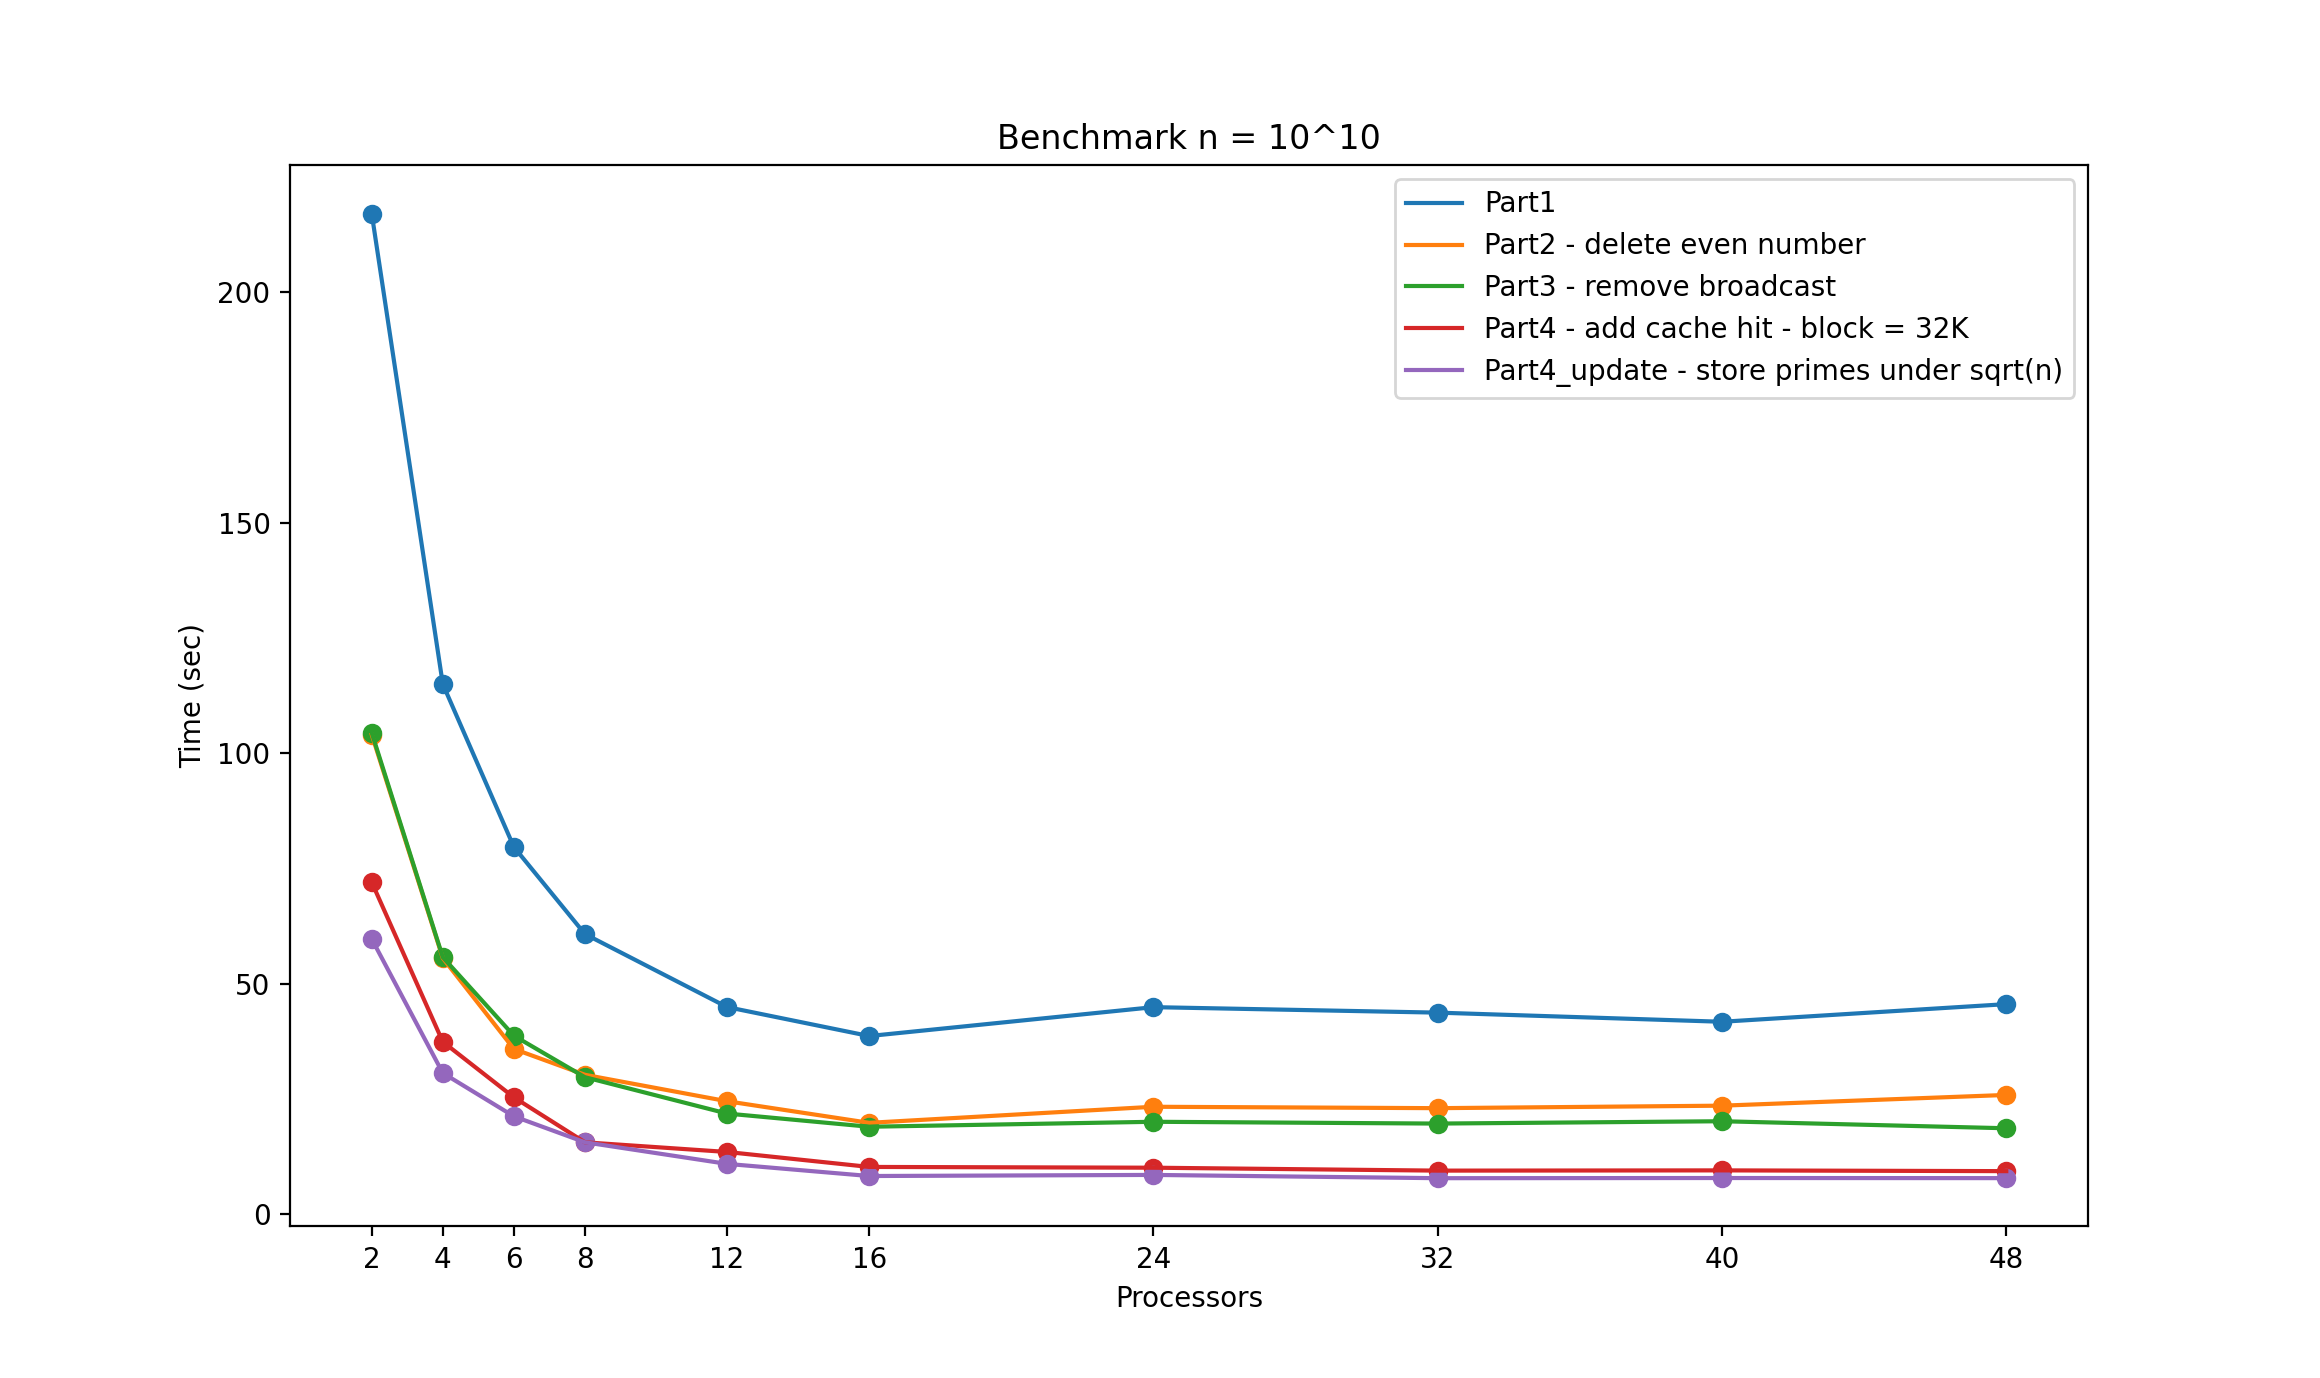 Benchmark n = 10^10
Part1
Part2 - delete even number
Part3 - remove broadcast
Part4 - add cache hit - block = 32K
Part4_update - store primes under sqrt(n)
Time (sec)
200
150
100
50
0
2 4 6 8 12 16 24 32 40 48
Processors